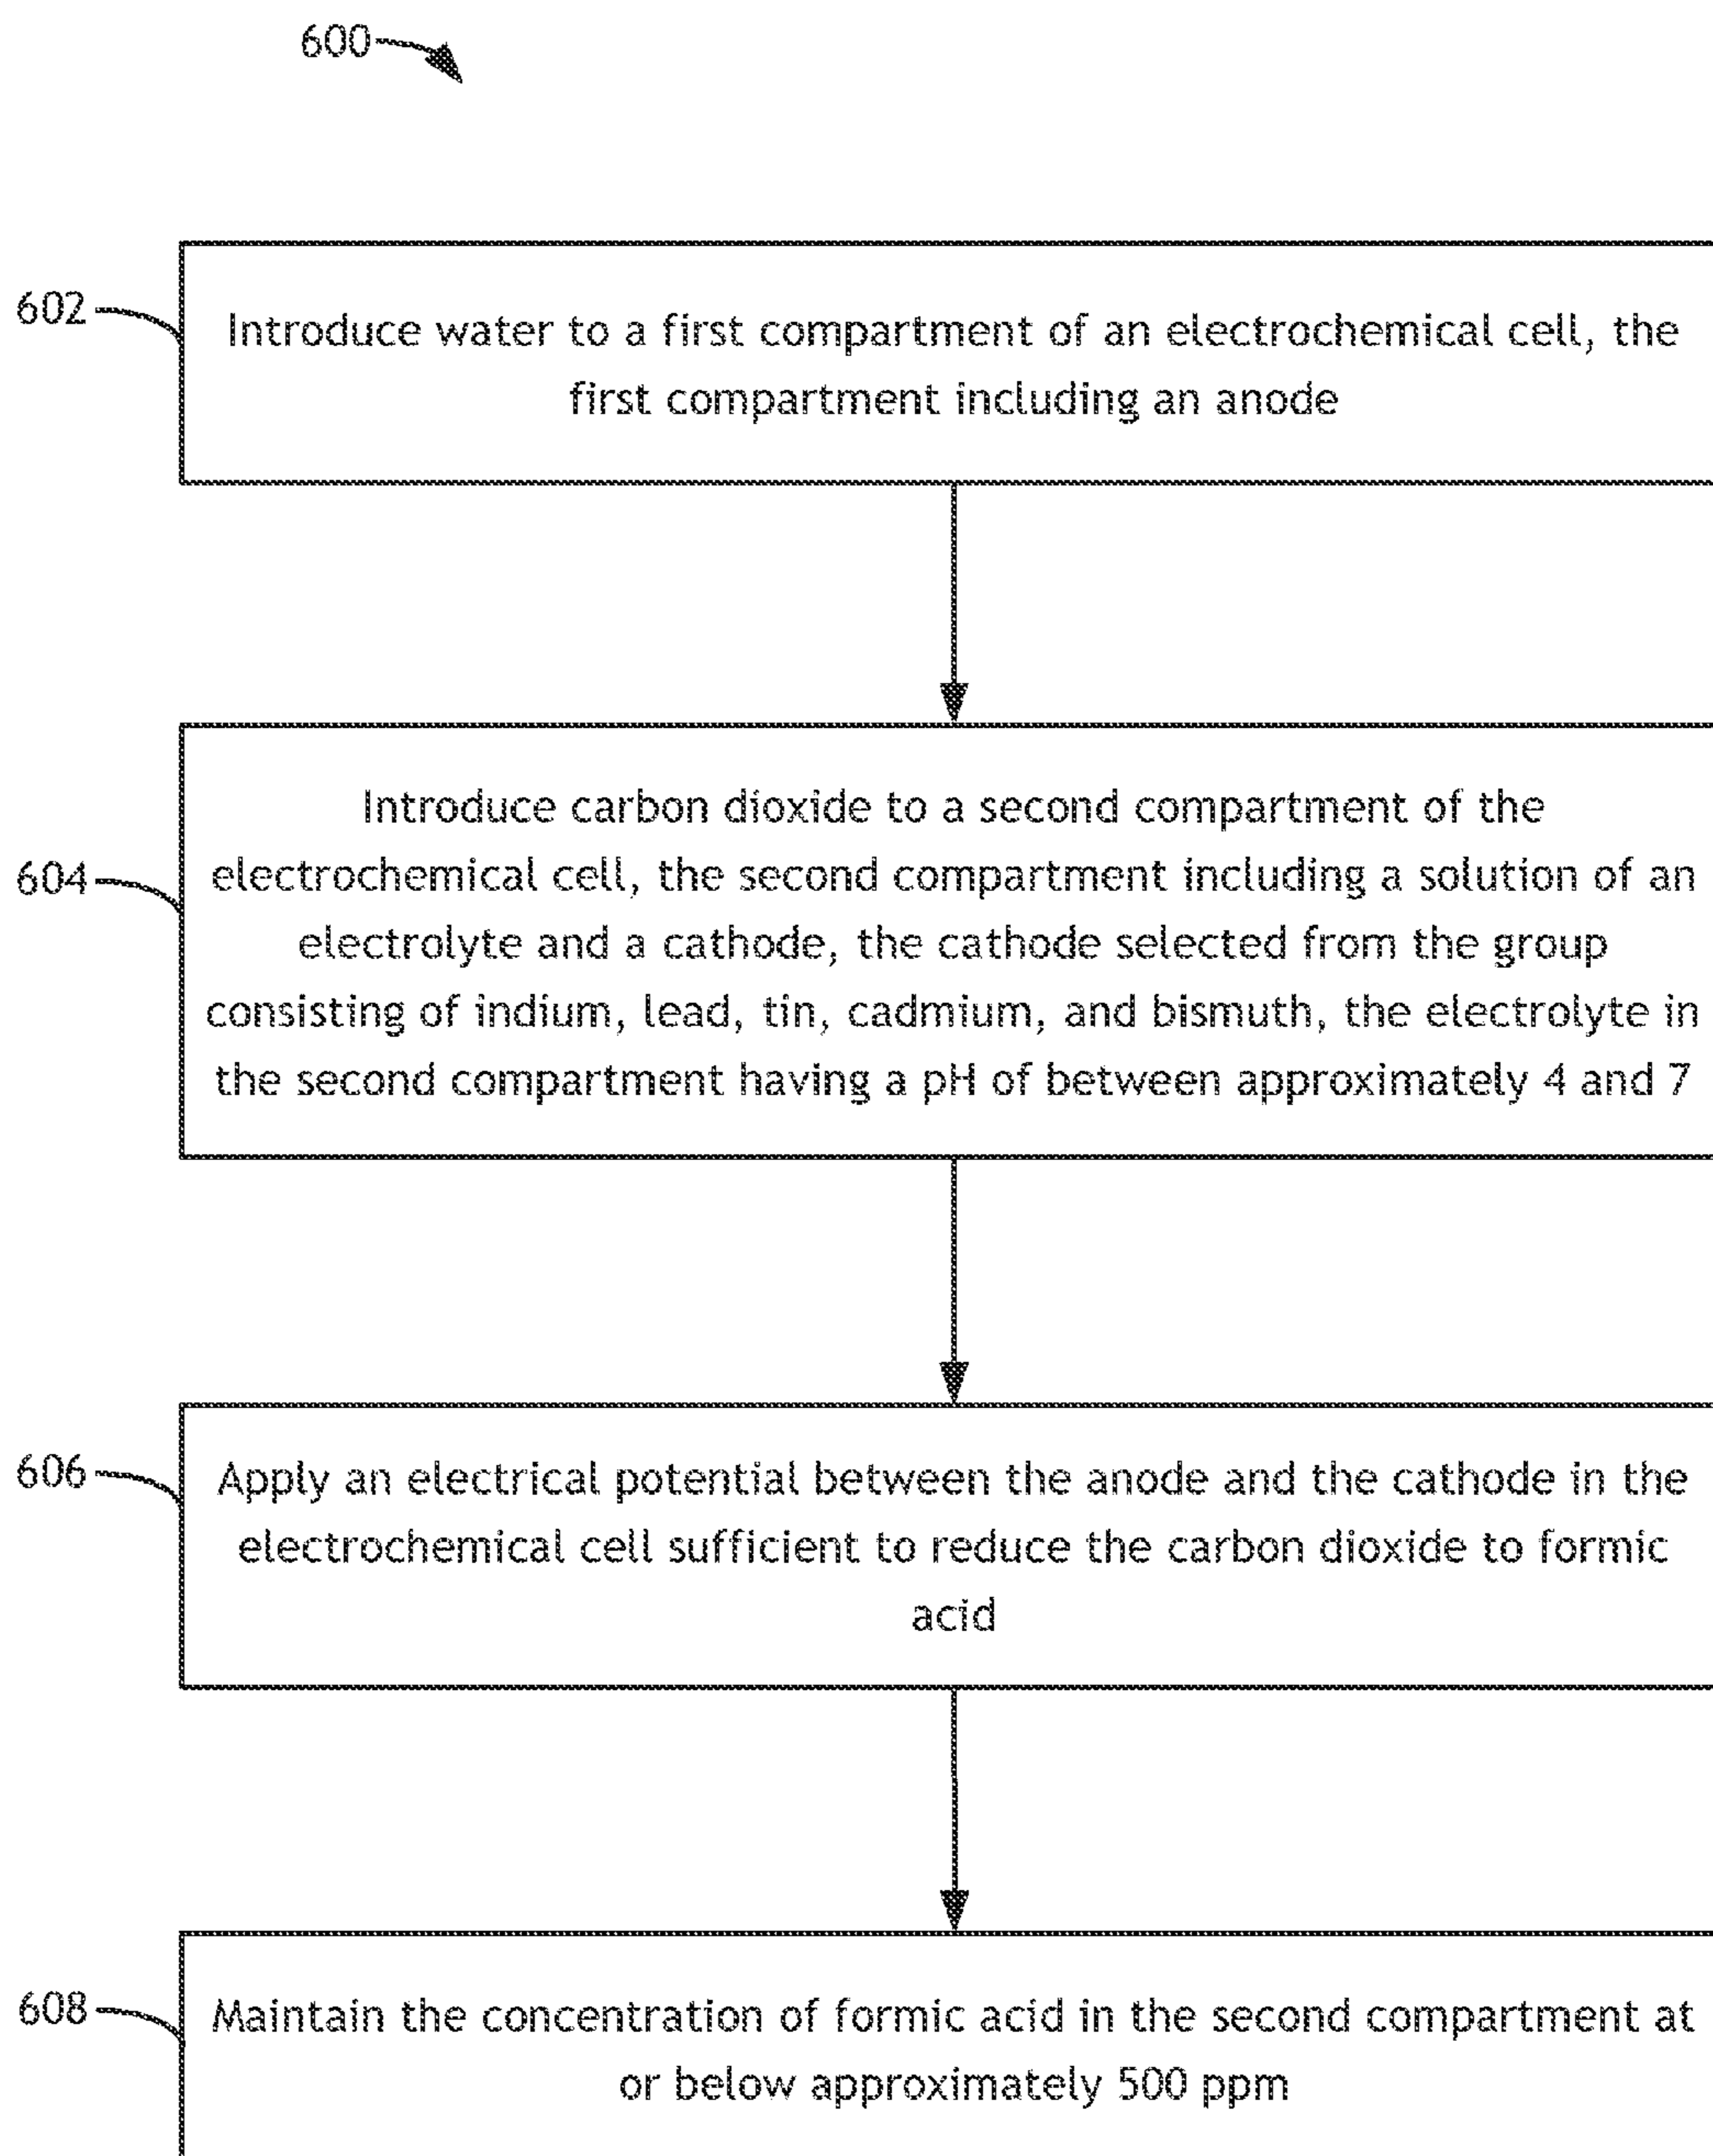 600
602
Introduce water to a first compartment of an electrochemical cell, the
first compartment including an anode
604
Introduce carbon dioxide to a second compartment of the
electrochemical cell, the second compartment including a solution of an
electrolyte and a cathode, the cathode selected from the group
consisting of indium, lead, tin, cadmium, and bismuth, the electrolyte in
the second compartment having a pH of between approximately 4 and 7
606
Apply an electrical potential between the anode and the cathode in the
electrochemical cell sufficient to reduce the carbon dioxide to formic
acid
608
Maintain the concentration of formic acid in the second compartment at
or below approximately 500 ppm